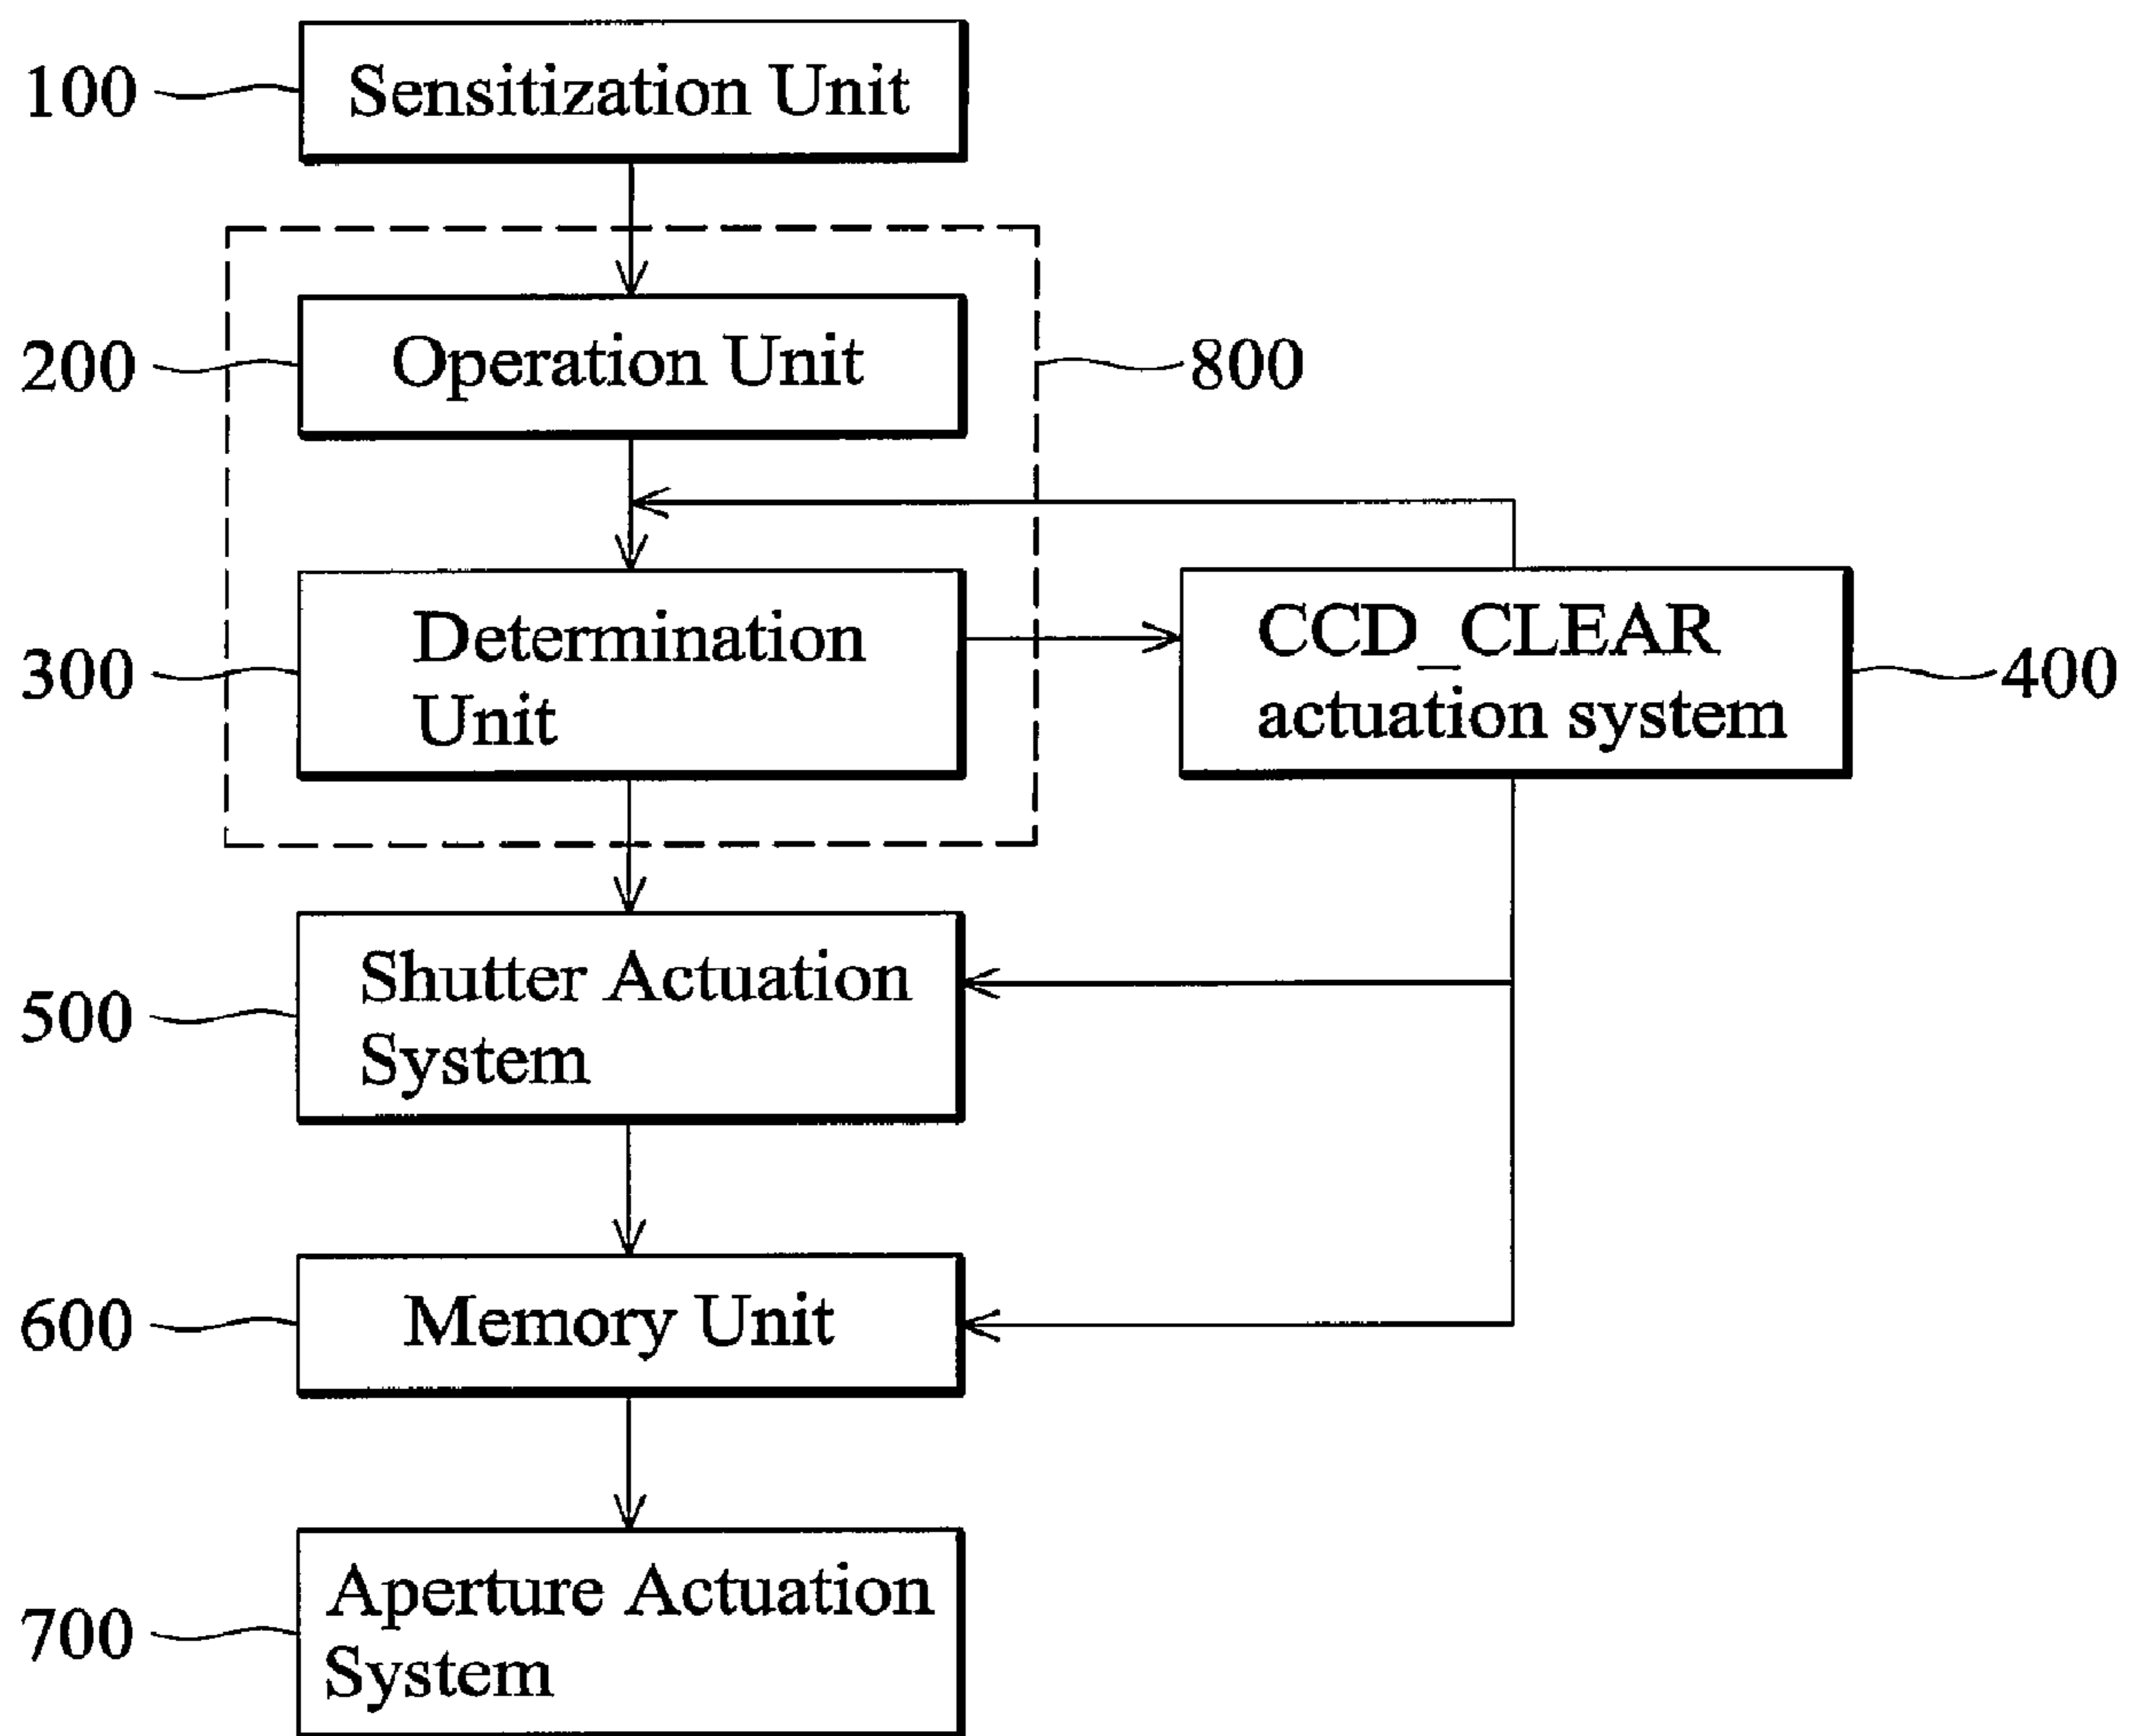 100
Sensitization Unit
200
Operation Unit
800
300
Determination
Unit
CCD_CLEAR
actuation system
400
500
Shutter Actuation
System
600
Memory Unit
700
Aperture Actuation
System